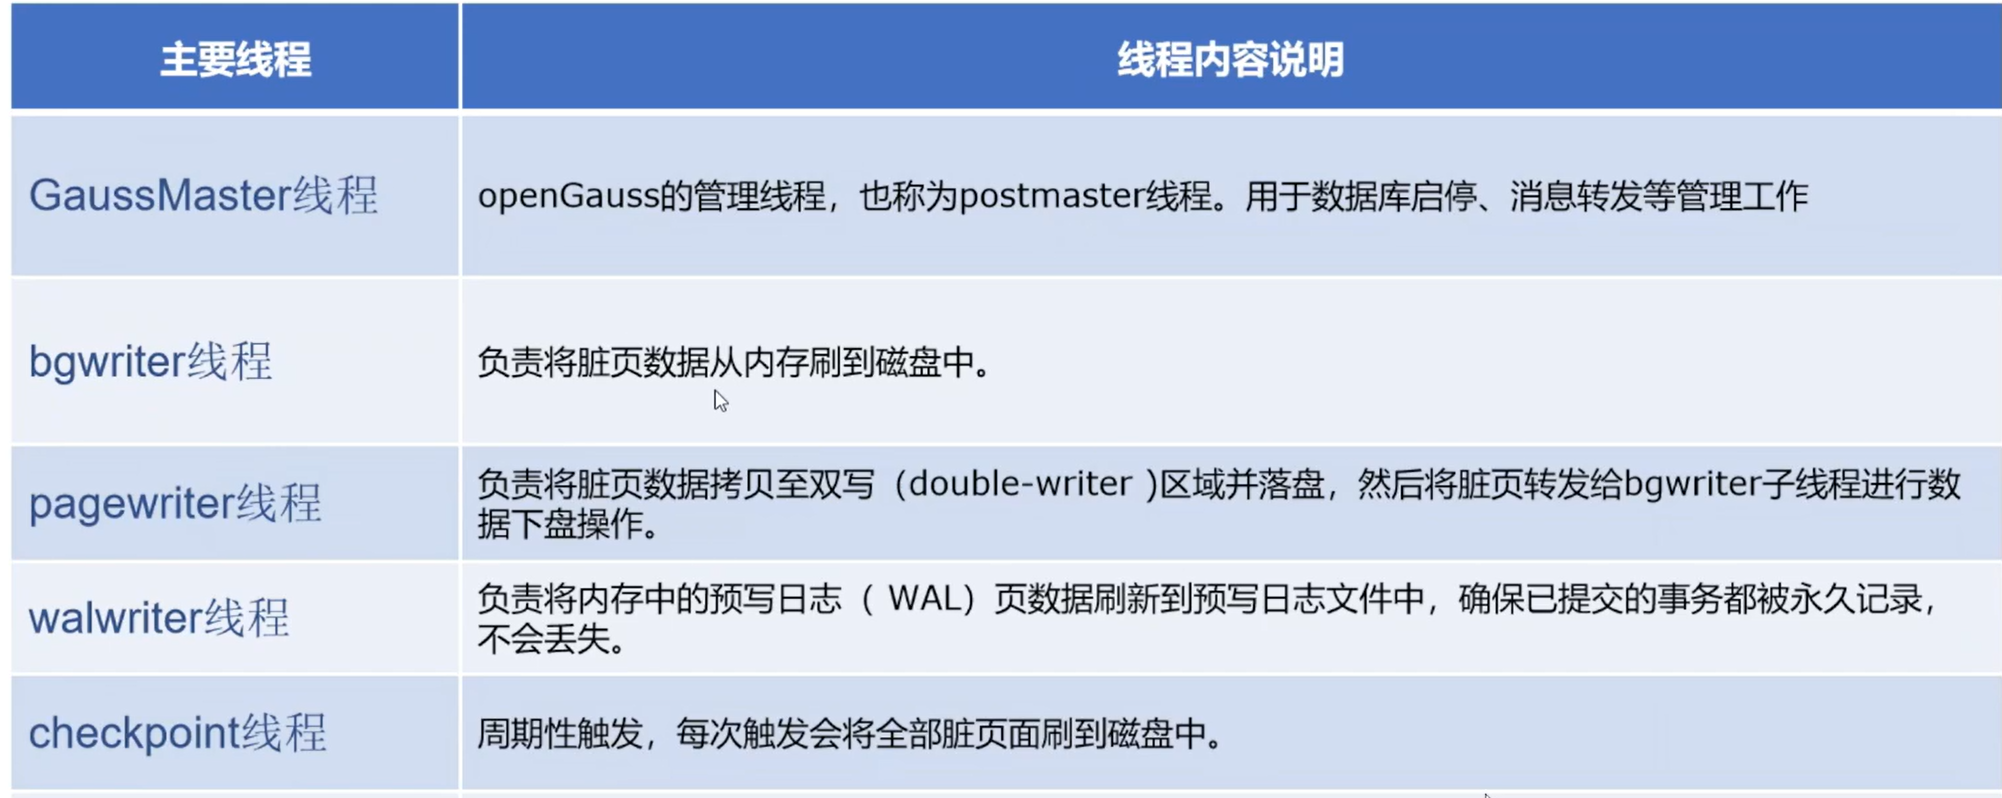 主要线程
线程内容说明
GaussMaster线程
openGauss的管理线程，也称为postmaster线程。用于数据库启停、消息转发等管理工作
bgwriter线程
负责将脏页数据从内存刷到磁盘中。
pagewriter线程
负责将脏页数据拷贝至双写（double-writer )区域并落盘，然后将脏页转发给bgwriter子线程进行数
据下盘操作。
walwriter线程
负责将内存中的预写日志（ WAL）页数据刷新到预写日志文件中，确保已提交的事务都被永久记录，
不会丢失。
checkpoint线程
周期性触发，每次触发会将全部脏页面刷到磁盘中。